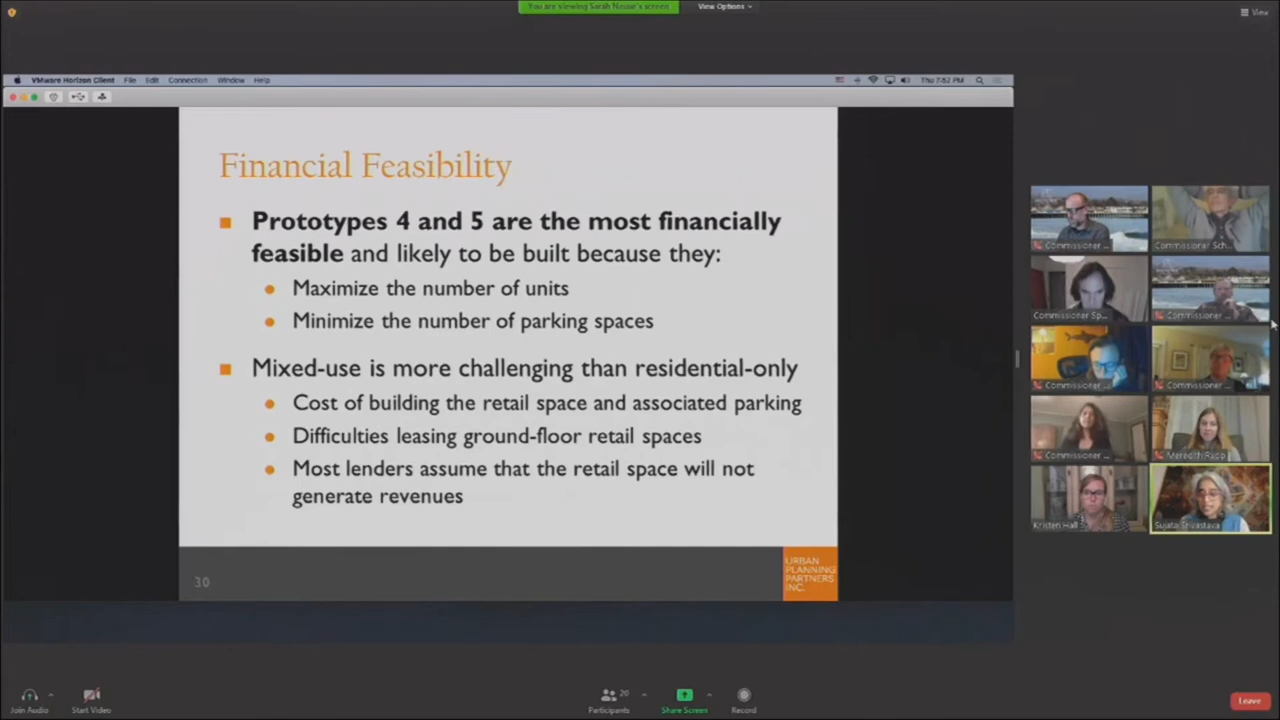 You are viewing Sarah Neuse's screen
View Options
View
VMware Horizon Client File Edit Connection Window Help
Thu 7:52 PM
Financial Feasibility
Prototypes 4 and 5 are the most financially
feasible and likely to be built because they:
Maximize the number of units
Minimize the number of parking spaces
Mixed-use is more challenging than residential-only
Cost of building the retail space and associated parking
Difficulties leasing ground-floor retail spaces
Most lenders assume that the retail space will not
generate revenues
30
URBAN
PLANNING
PARTNERS
INC.
Commissioner ...
Commissioner Sch...
Commissioner Sp...
Commissioner ...
Commissioner ...
Commissioner ...
Commissioner ...
Meredith Rupp
Kristen Hall
Sujata Srivastava
Join Audio
Start Video
Participants
20
Share Screen
Record
Leave